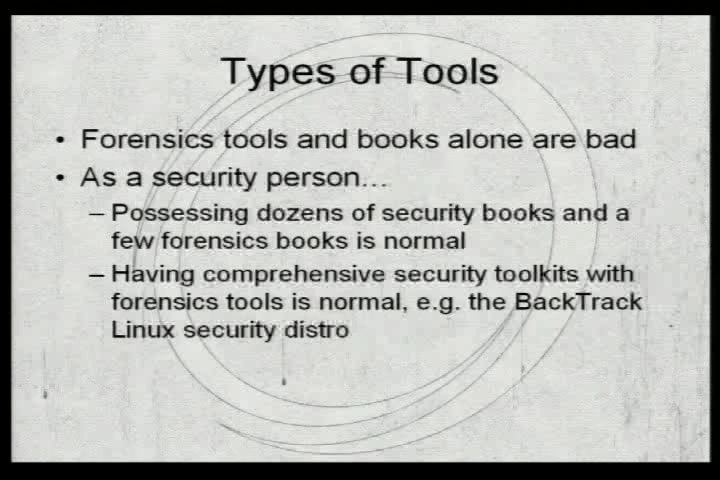 Types of Tools
• Forensics tools and books alone are bad
• As a security person...
– Possessing dozens of security books and a
few forensics books is normal
– Having comprehensive security toolkits with
forensics tools is normal, e.g. the BackTrack
Linux security distro